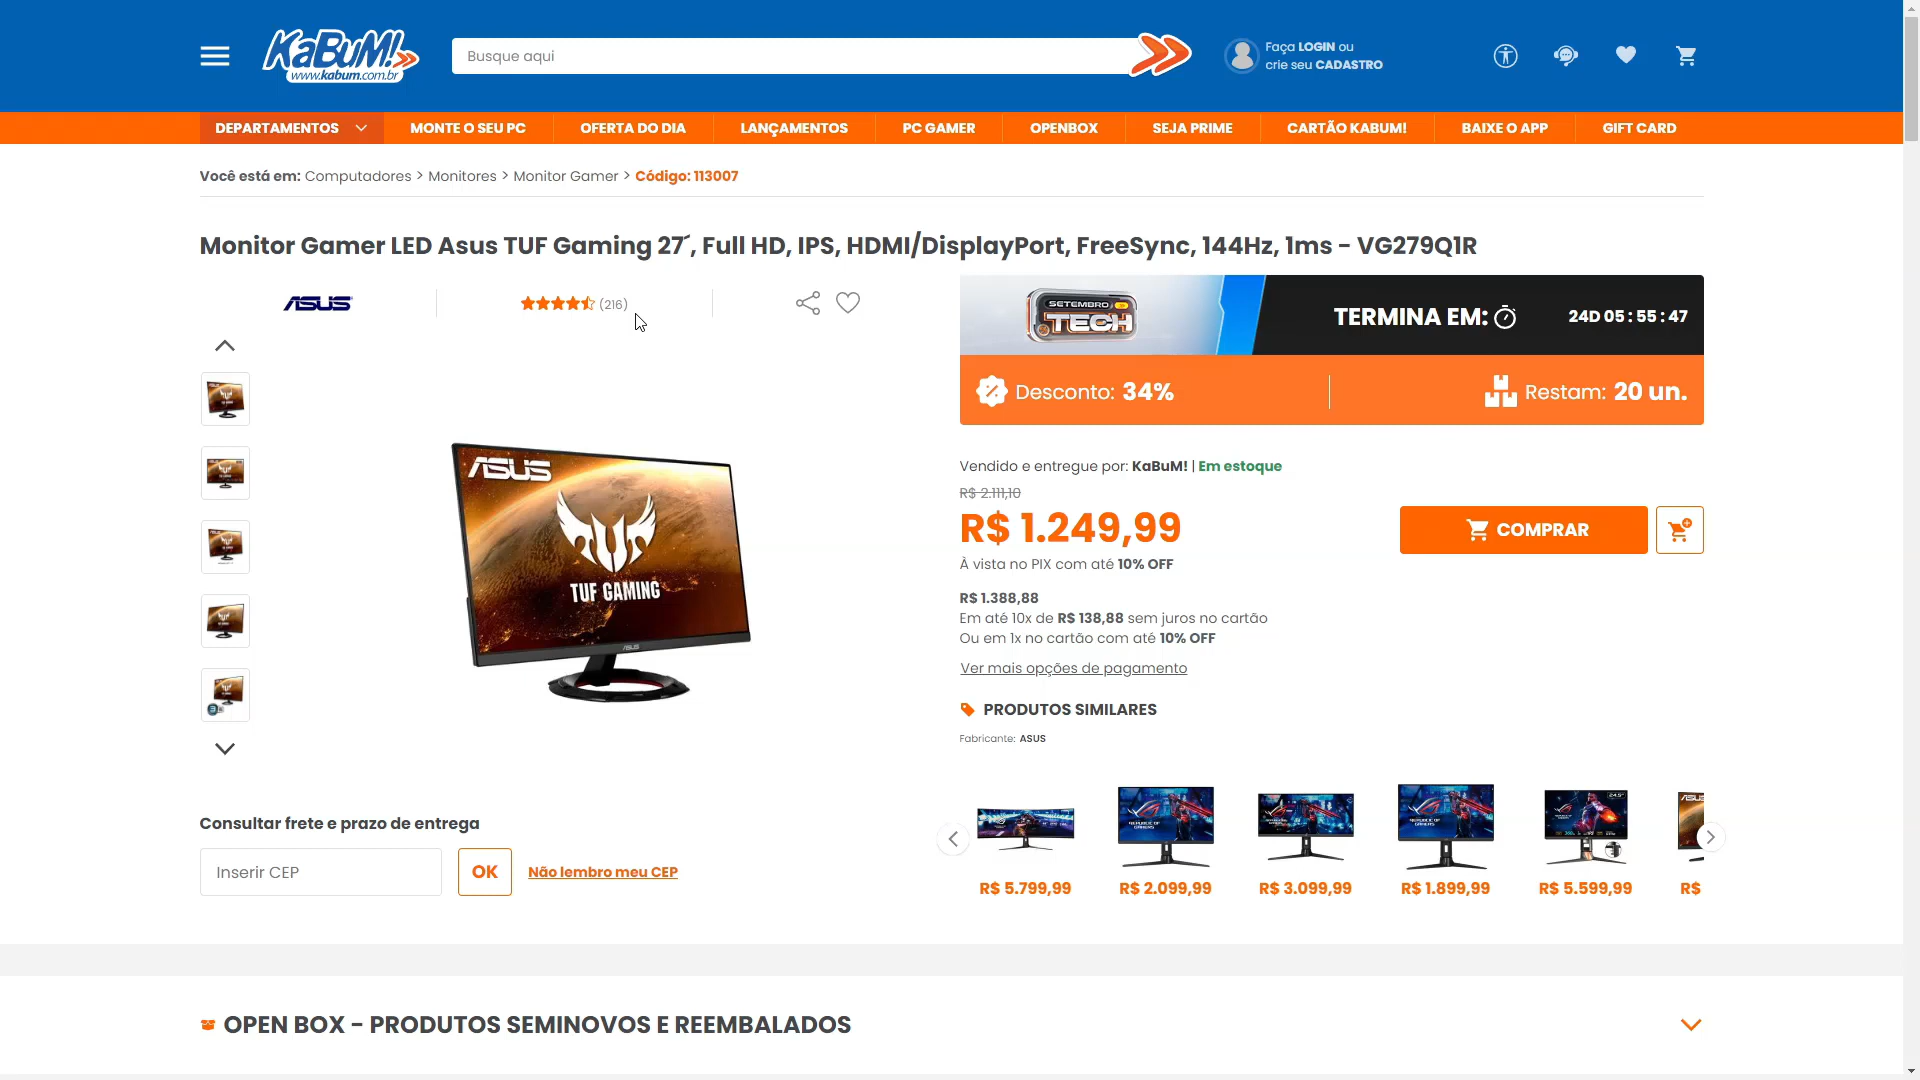 KaBuM!
www.kabum.com.br
Busque aqui
Faça LOGIN ou
crie seu CADASTRO
DEPARTAMENTOS
MONTE O SEU PC
OFERTA DO DIA
LANÇAMENTOS
PC GAMER
OPENBOX
SEJA PRIME
CARTÃO KABUM!
BAIXE O APP
GIFT CARD
Você está em: Computadores > Monitores > Monitor Gamer > Código: 113007
Monitor Gamer LED Asus TUF Gaming 27´, Full HD, IPS, HDMI/DisplayPort, FreeSync, 144Hz, 1ms - VG279Q1R
ASUS
(216)
SETEMBRO
TECH
TERMINA EM:
24D 05 : 55 : 47
Desconto: 34%
Restam: 20 un.
ASUS
TUF GAMING
Vendido e entregue por: KaBuM! | Em estoque
R$ 2.111,10
R$ 1.249,99
À vista no PIX com até 10% OFF
COMPRAR
R$ 1.388,88
Em até 10x de R$ 138,88 sem juros no cartão
Ou em 1x no cartão com até 10% OFF
Ver mais opções de pagamento
PRODUTOS SIMILARES
Fabricante: ASUS
R$ 5.799,99
R$ 2.099,99
R$ 3.099,99
R$ 1.899,99
R$ 5.599,99
R$
Consultar frete e prazo de entrega
Inserir CEP
OK
Não lembro meu CEP
OPEN BOX - PRODUTOS SEMINOVOS E REEMBALADOS